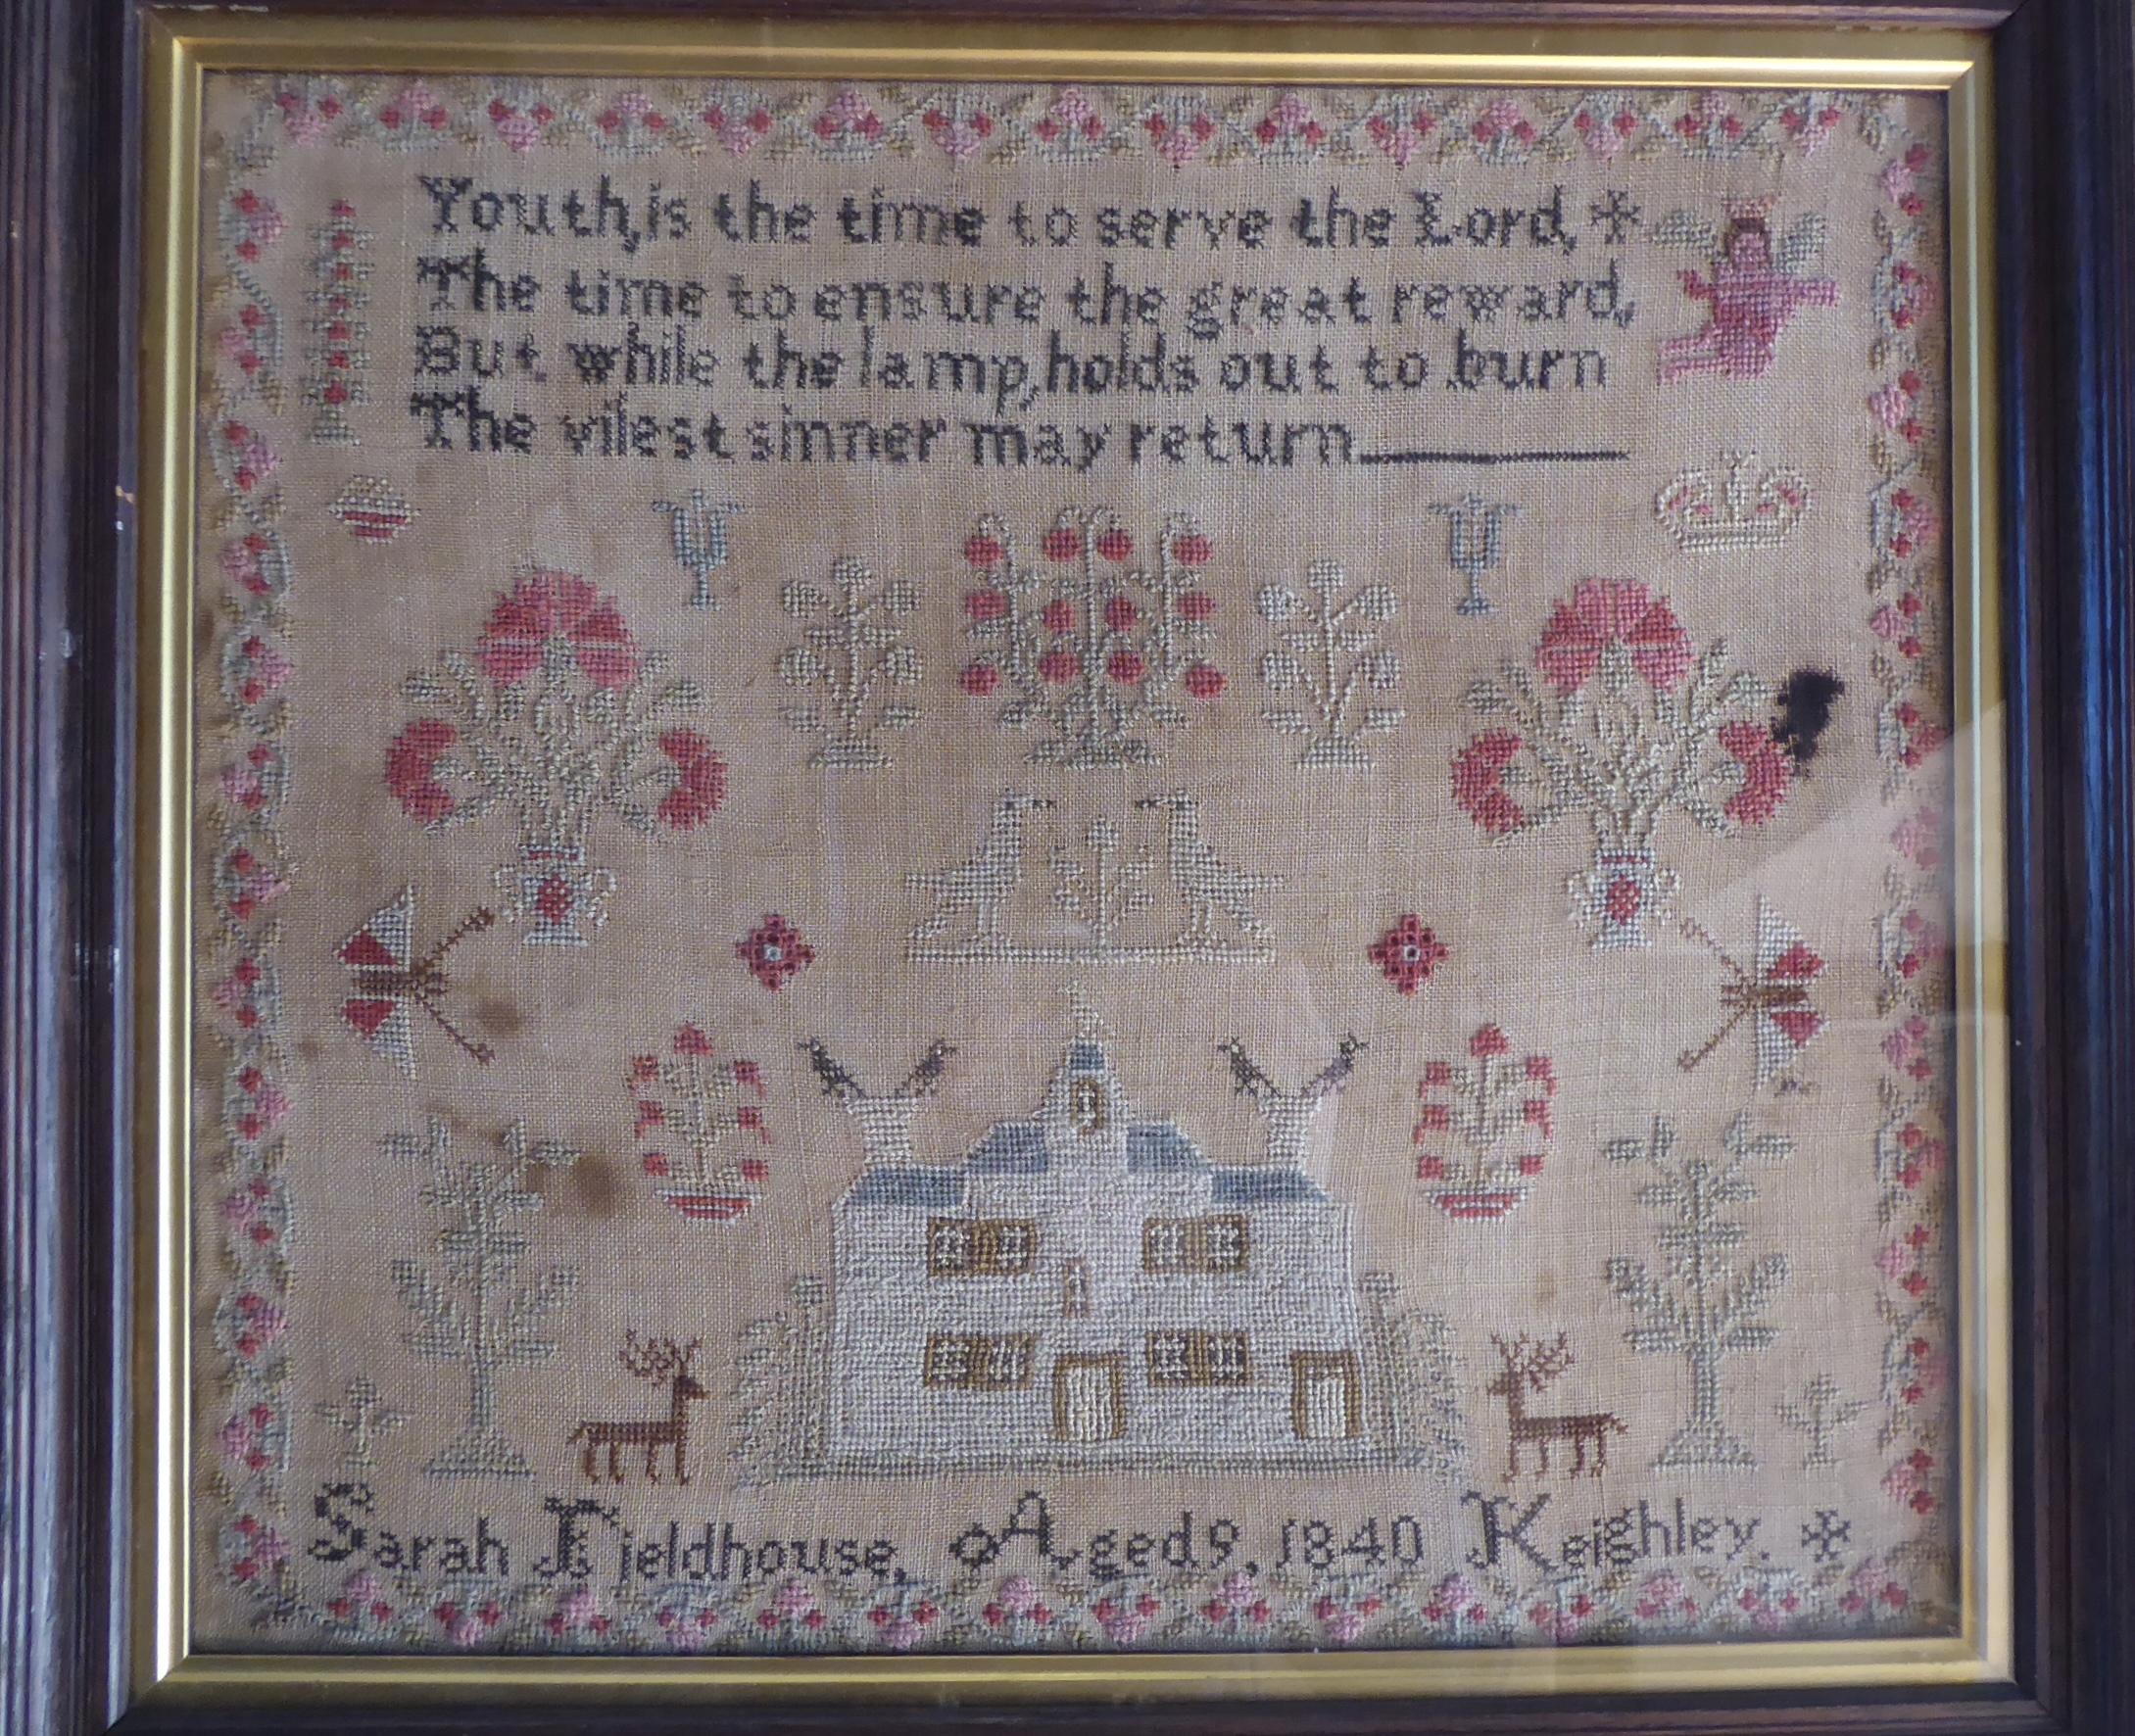 Youth, is the time to serve the Lord,
The time to ensure the great reward,
But while the lamp, holds out to burn
The vilest sinner may return
Sarah Fieldhouse, Aged 9, 1840 Keighley.